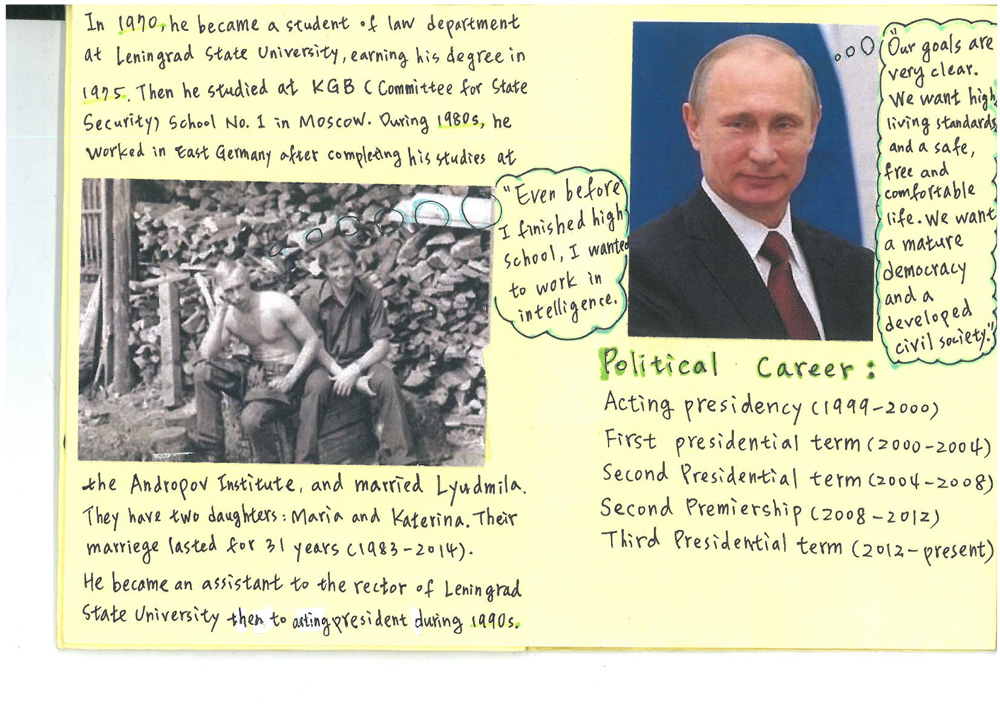 In 1970, he became a student of law department
at Leningrad State University, earning his degree in
1975. Then he studied at KGB (Committee for State
Security) School No. 1 in Moscow. During 1980s, he
worked in East Germany after completing his studies at
"Even before
I finished high
school, I wanted
to work in
intelligence.
the Andropov Institute, and married Lyudmila.
They have two daughters: Maria and Katerina. Their
marriege lasted for 31 years (1983-2014).
He became an assistant to the rector of Leningrad
State University then to acting president during 1990s.
"Our goals are
very clear.
We want high
living standards
and a safe,
free and
comfortable
life. We want
a mature
democracy
and a
developed
civil society."
Political Career:
Acting presidency (1999-2000)
First presidential term (2000-2004)
Second Presidential term (2004-2008)
Second Premiership (2008-2012)
Third Presidential term (2012-present)